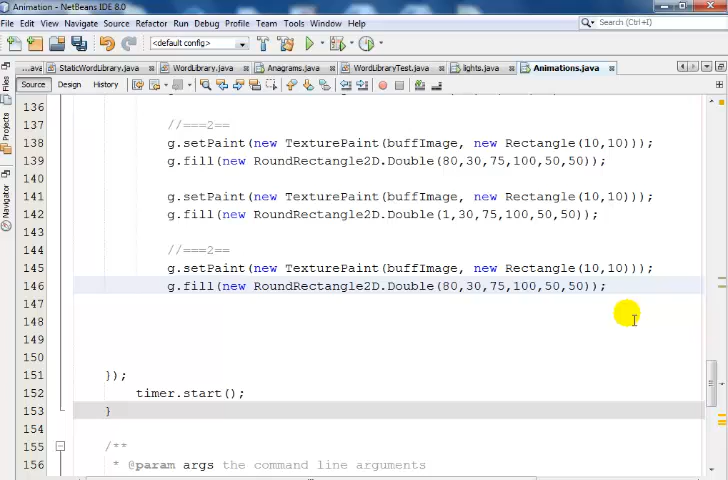 Animation - NetBeans IDE 8.0
File Edit View Navigate Source Refactor Run Debug Profile Team Tools Window Help
Search (Ctrl+I)
<default config>
...ava StaticWordLibrary.java WordLibrary.java Anagrams.java WordLibraryTest.java lights.java Animations.java
Source Design History
Files
Projects
Navigator
136
137 //===2==
138 g.setPaint(new TexturePaint(buffImage, new Rectangle(10,10)));
139 g.fill(new RoundRectangle2D.Double(80,30,75,100,50,50));
140
141 g.setPaint(new TexturePaint(buffImage, new Rectangle(10,10)));
142 g.fill(new RoundRectangle2D.Double(1,30,75,100,50,50));
143
144 //===2==
145 g.setPaint(new TexturePaint(buffImage, new Rectangle(10,10)));
146 g.fill(new RoundRectangle2D.Double(80,30,75,100,50,50));
147
148
149
150
151 });
152 timer.start();
153 }
154
155 /**
156 * @param args the command line arguments